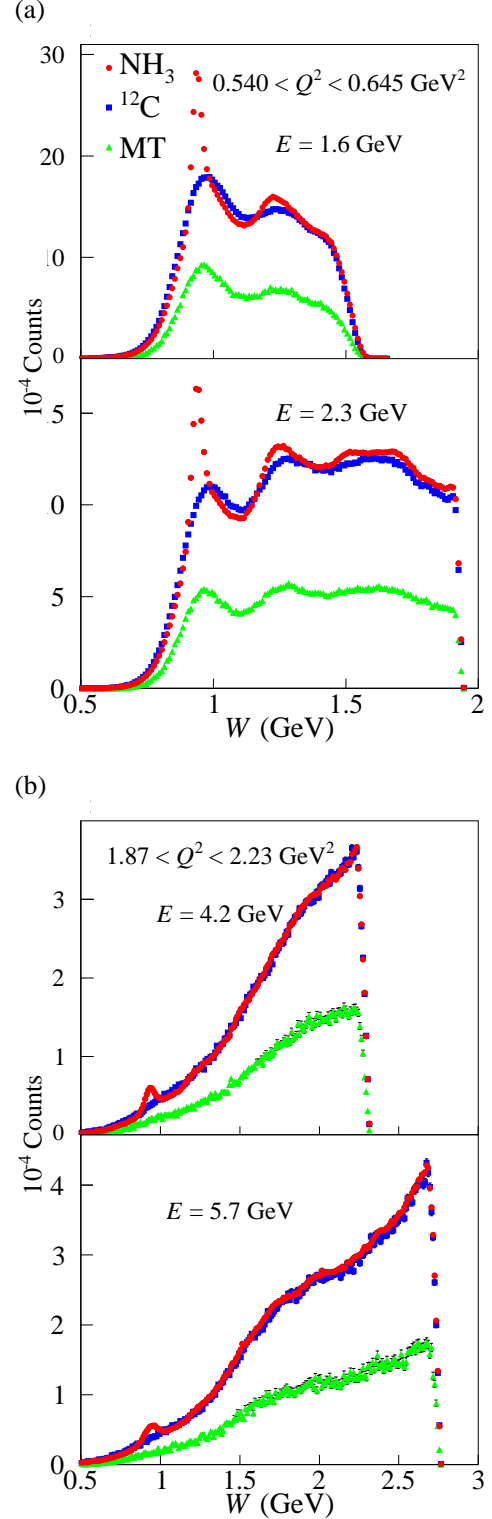 (a)
30
NH₃
0.540 < Q² < 0.645 GeV²
¹²C
20
MT
E = 1.6 GeV
10
0
10⁻⁴ Counts
E = 2.3 GeV
5
0
5
0
0.5 1 1.5 2
W (GeV)
(b)
1.87 < Q² < 2.23 GeV²
3
E = 4.2 GeV
2
1
0
10⁻⁴ Counts
4
E = 5.7 GeV
3
2
1
0
0.5 1 1.5 2 2.5 3
W (GeV)